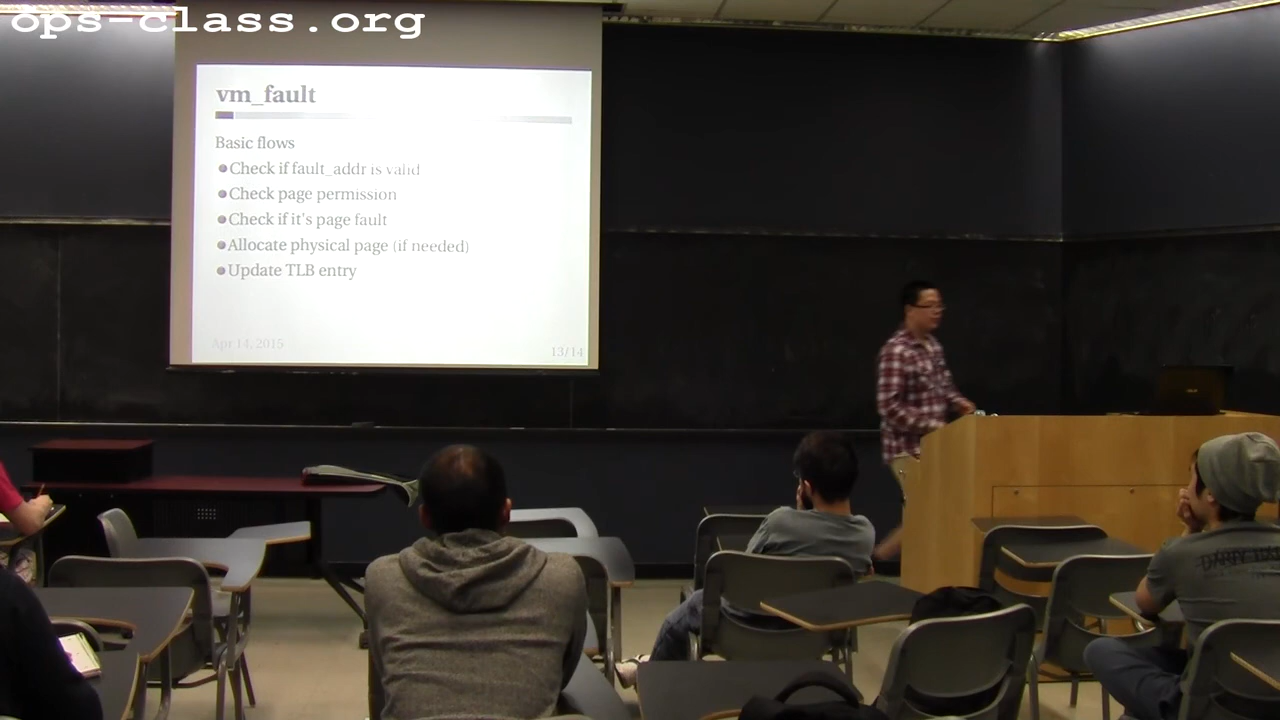 ops-class.org
vm_fault
Basic flows
Check if fault_addr is valid
Check page permission
Check if it's page fault
Allocate physical page (if needed)
Update TLB entry
Apr 14, 2015
13/14